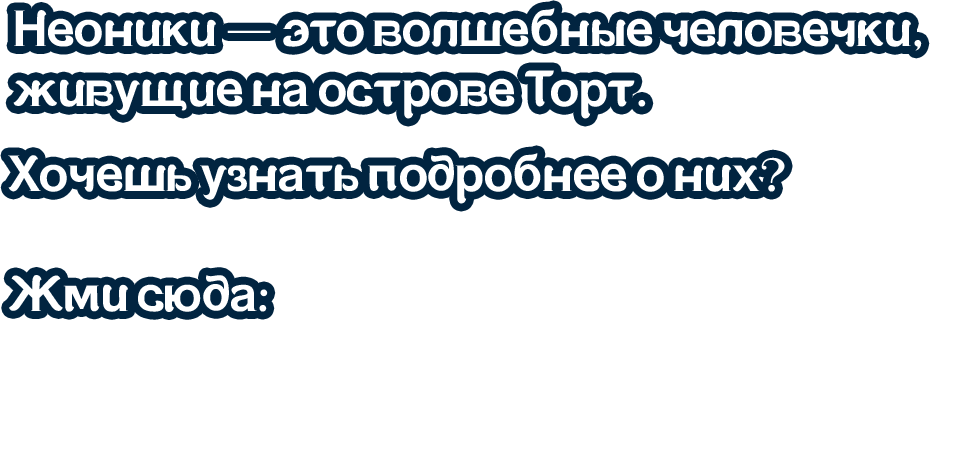 Неоники — это волшебные человечки,
живущие на острове Торт.
Хочешь узнать подробнее о них?
Жми сюда: